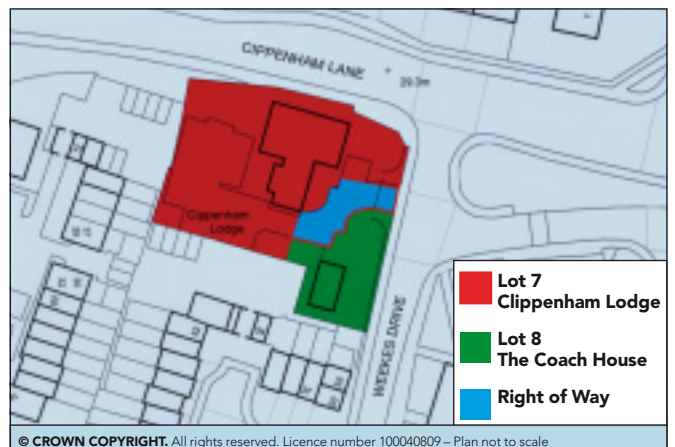 CIPPENHAM LANE
29.3m
Cippenham
Lodge
WEEKES DRIVE
Lot 7
Clippenham Lodge
Lot 8
The Coach House
Right of Way
© CROWN COPYRIGHT. All rights reserved. Licence number 100040809 – Plan not to scale